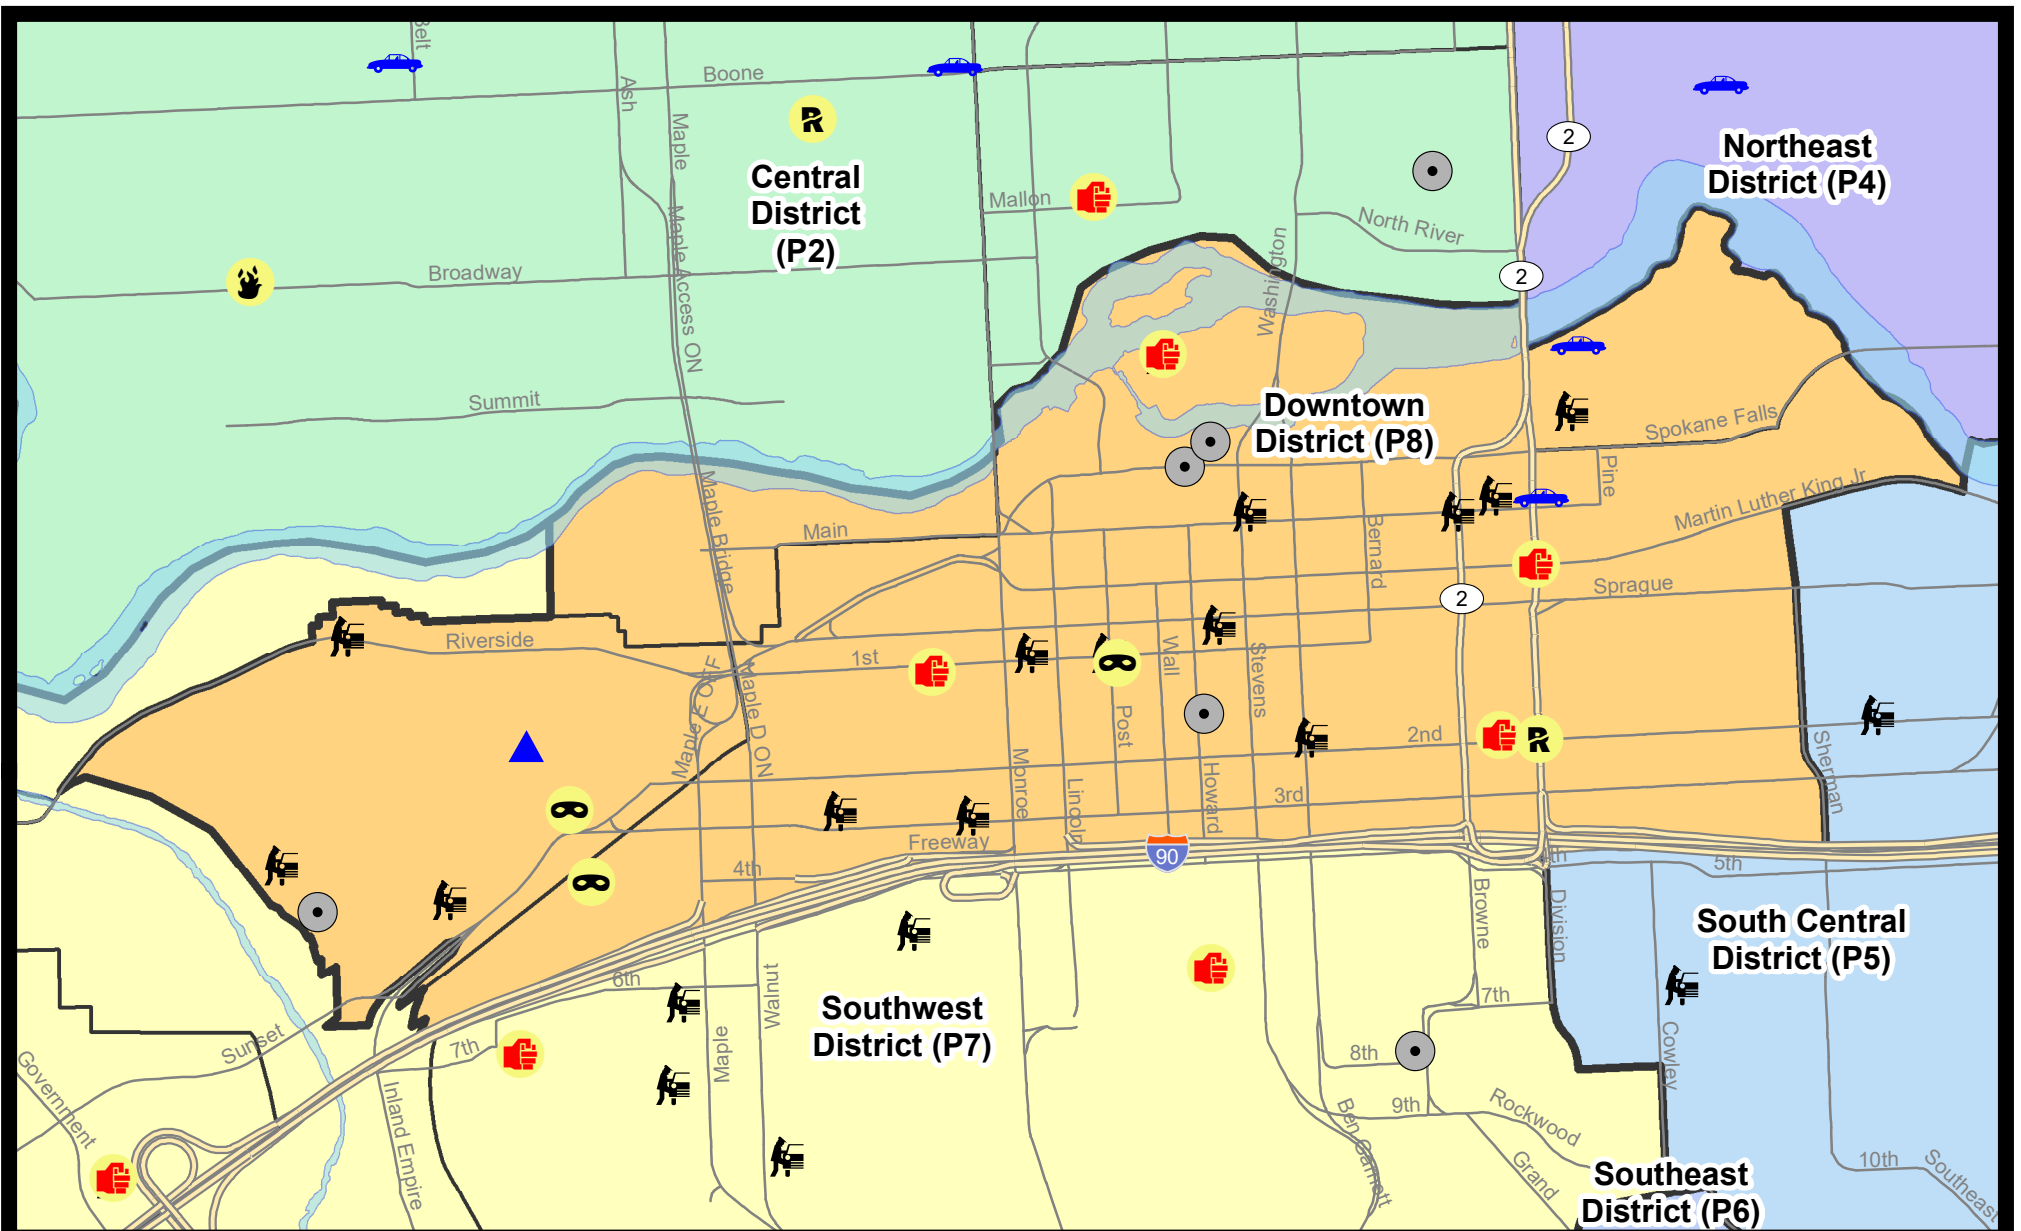 Belt
Boone
Ash
Maple
2
Northeast
District (P4)
Central
District
(P2)
Mallon
North River
Maple Access ON
Washington
Broadway
2
Summit
Downtown
District (P8)
Spokane Falls
Pine
Martin Luther King Jr
Maple Bridge
Main
Bernard
Sprague
2
Riverside
1st
Wall
Stevens
Maple E OFF
Maple D ON
Post
2nd
Sherman
Monroe
Lincoln
Howard
3rd
Freeway
90
4th
4th
5th
Browne
Division
South Central
District (P5)
6th
Walnut
Southwest
District (P7)
7th
Sunset
7th
Maple
8th
Cowley
Government
Inland Empire
9th
Rockwood
Ben Garnett
Grand
10th
Southeast
Southeast
District (P6)